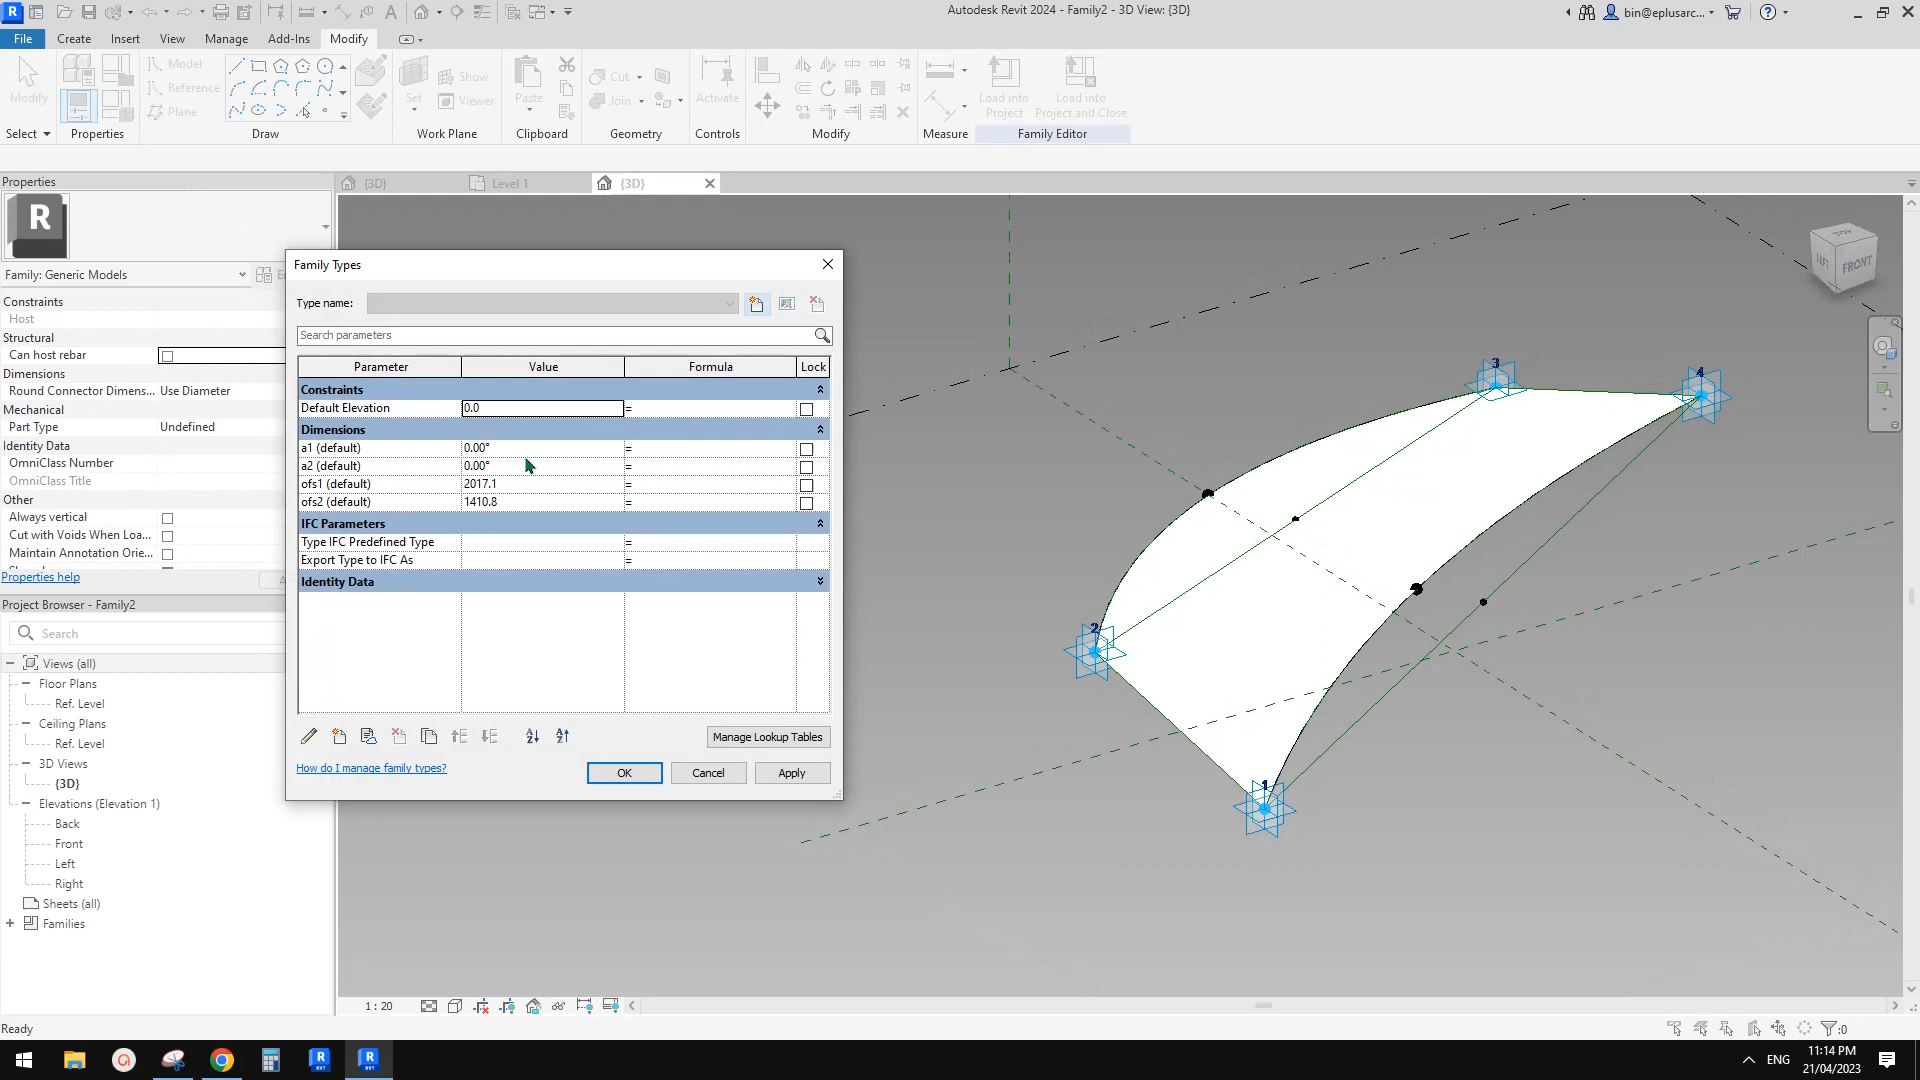 Autodesk Revit 2024 - Family2 - 3D View: {3D}
bin@eplusarc...
File
Create
Insert
View
Manage
Add-Ins
Modify
Modify
Model
Reference
Plane
Set
Show
Viewer
Paste
Cut
Join
Activate
Load into
Project
Load into
Project and Close
Select
Properties
Draw
Work Plane
Clipboard
Geometry
Controls
Modify
Measure
Family Editor
Properties
{3D}
Level 1
{3D}
R
Family: Generic Models
Constraints
Host
Structural
Can host rebar
Dimensions
Round Connector Dimens... Use Diameter
Mechanical
Part Type Undefined
Identity Data
OmniClass Number
OmniClass Title
Other
Always vertical
Cut with Voids When Loa...
Maintain Annotation Orie...
Properties help
Project Browser - Family2
Search
Views (all)
Floor Plans
Ref. Level
Ceiling Plans
Ref. Level
3D Views
{3D}
Elevations (Elevation 1)
Back
Front
Left
Right
Sheets (all)
Families
Family Types
Type name:
Search parameters
Parameter Value Formula Lock
Constraints
Default Elevation 0.0 =
Dimensions
a1 (default) 0.00° =
a2 (default) 0.00° =
ofs1 (default) 2017.1 =
ofs2 (default) 1410.8 =
IFC Parameters
Type IFC Predefined Type =
Export Type to IFC As =
Identity Data
Manage Lookup Tables
How do I manage family types?
OK
Cancel
Apply
TOP
LEFT
FRONT
3
4
2
1
1 : 20
Ready
:0
ENG
11:14 PM
21/04/2023